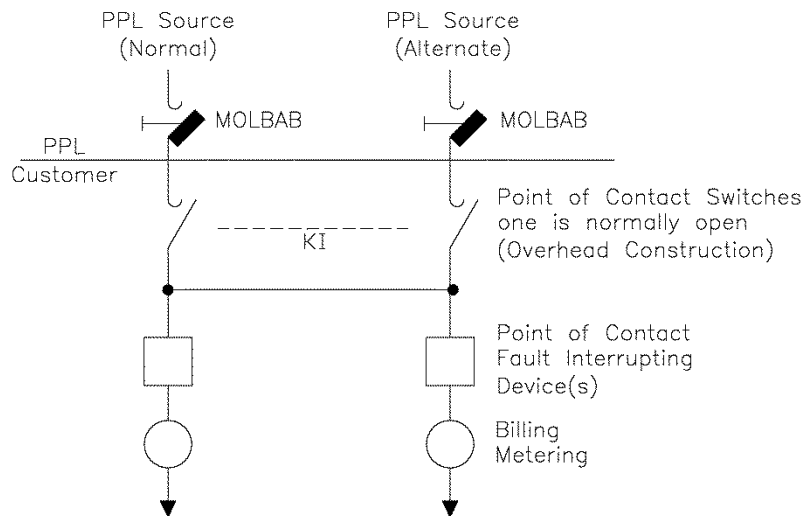 PPL Source
(Normal)
PPL Source
(Alternate)
MOLBAB
MOLBAB
PPL
Customer
Point of Contact Switches
one is normally open
(Overhead Construction)
KI
Point of Contact
Fault Interrupting
Device(s)
Billing
Metering